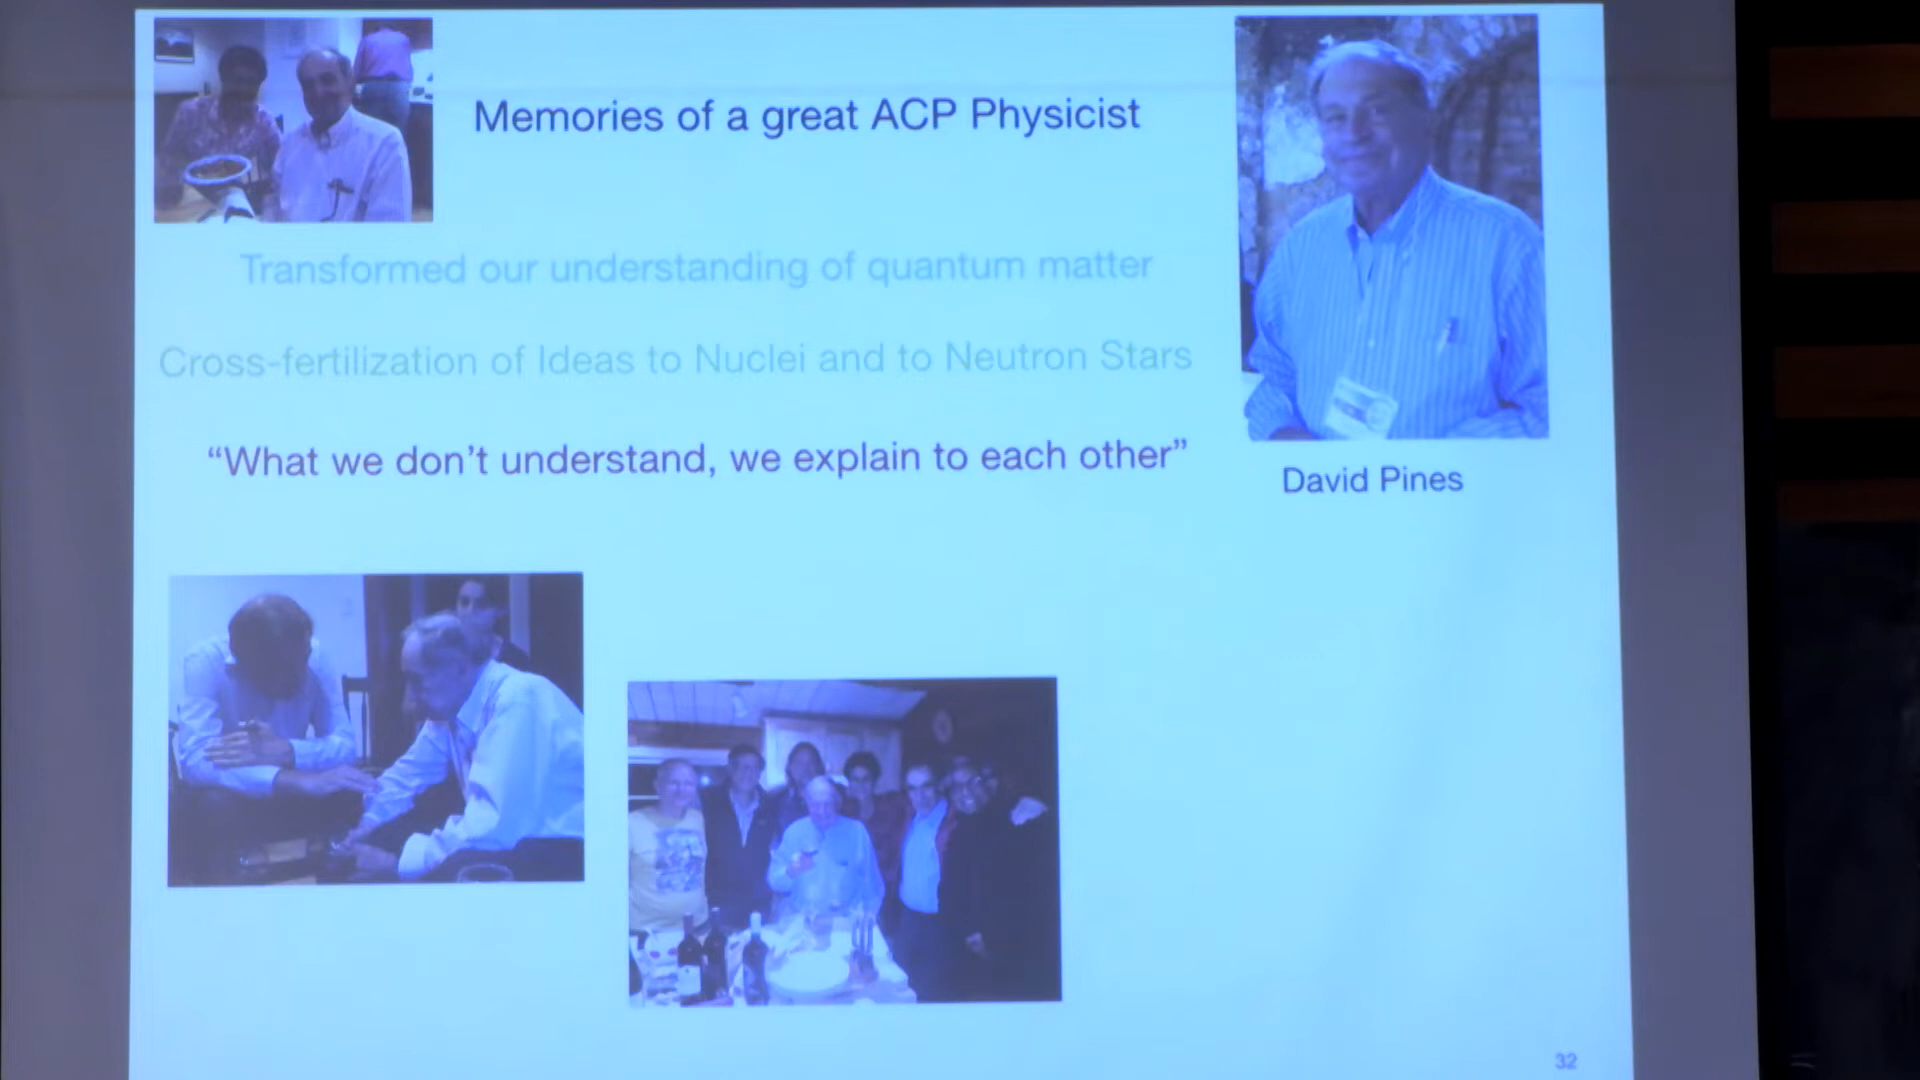 Memories of a great ACP Physicist
Transformed our understanding of quantum matter
Cross-fertilization of Ideas to Nuclei and to Neutron Stars
“What we don’t understand, we explain to each other”
David Pines
32